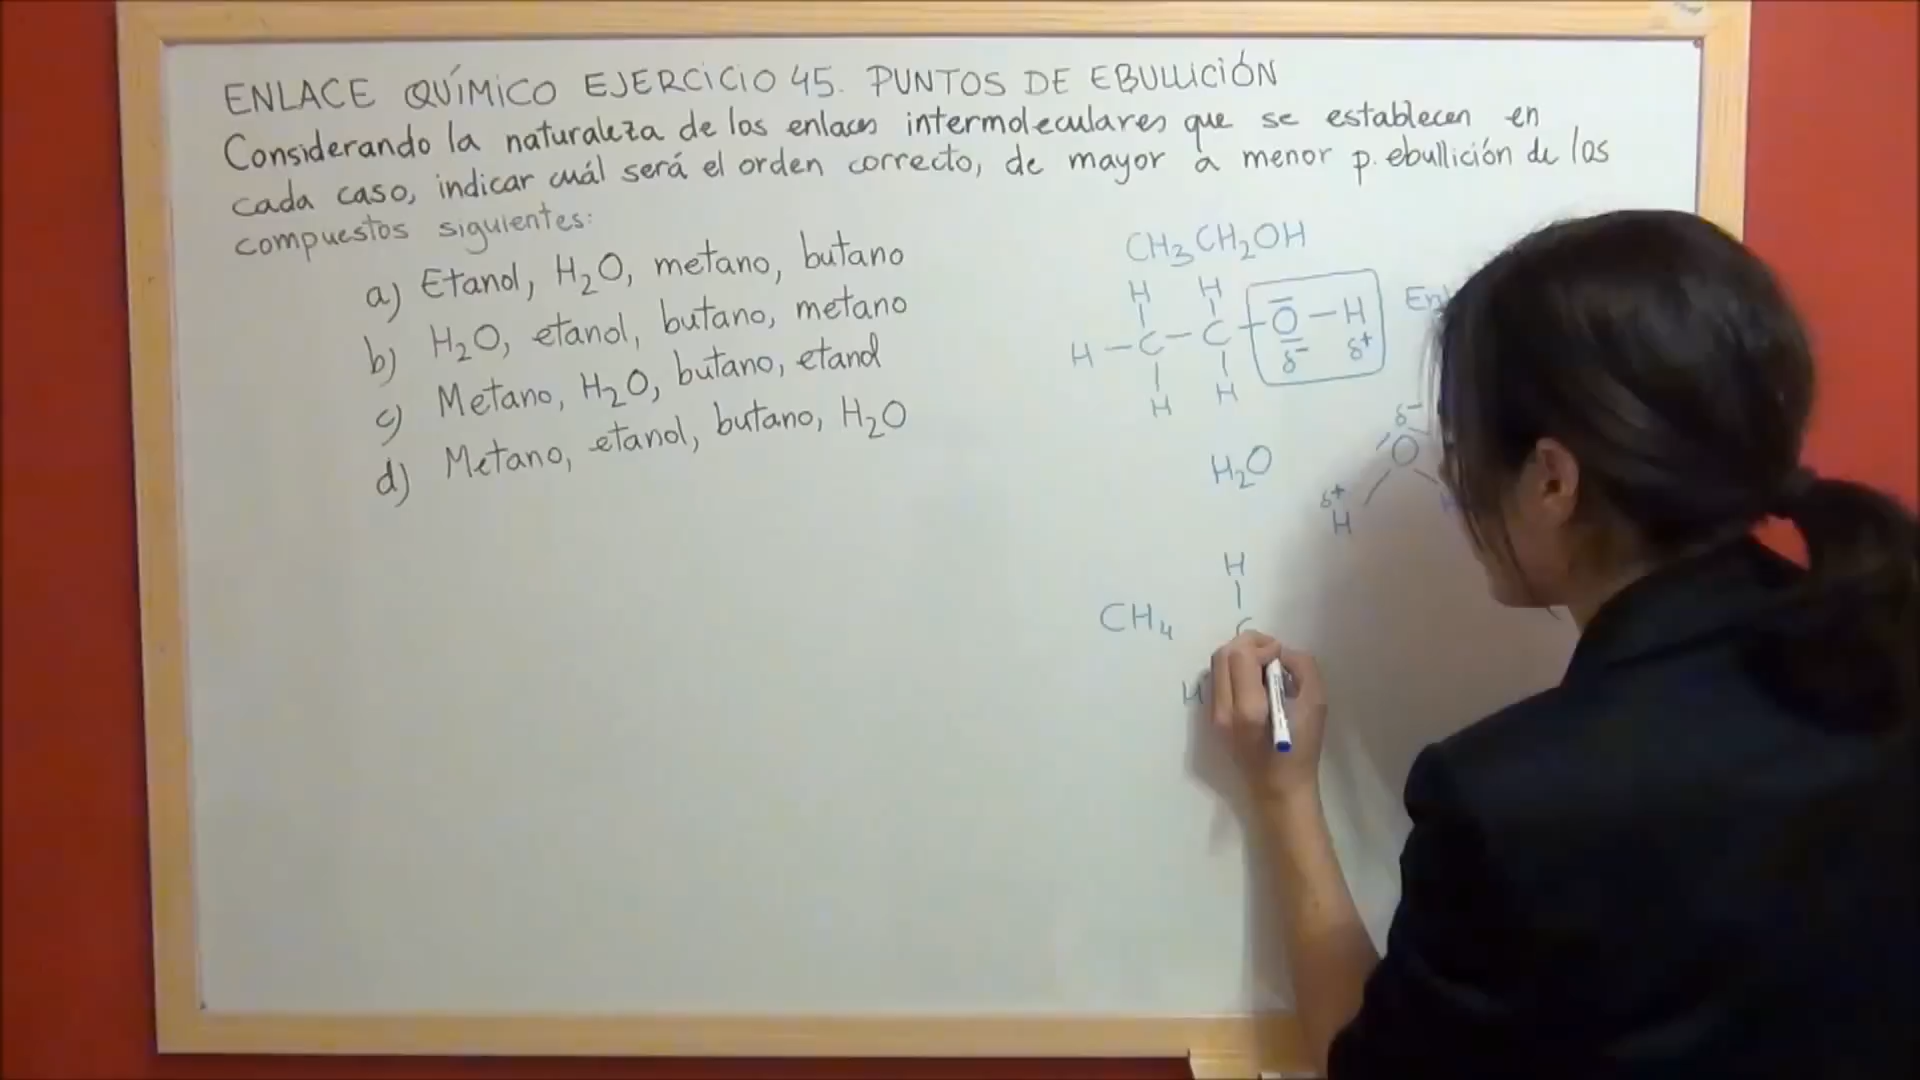 ENLACE QUÍMICO EJERCICIO 45. PUNTOS DE EBULLICIÓN
Considerando la naturaleza de los enlaces intermoleculares que se establecen en
cada caso, indicar cuál será el orden correcto, de mayor a menor p. ebullición de los
compuestos siguientes:
a) Etanol, H₂O, metano, butano
b) H₂O, etanol, butano, metano
c) Metano, H₂O, butano, etanol
d) Metano, etanol, butano, H₂O
CH₃CH₂OH
H H
H — C — C — O — H
δ⁻ δ⁺
H H
H₂O
δ⁻
O
δ⁺
H H
H
CH₄
H